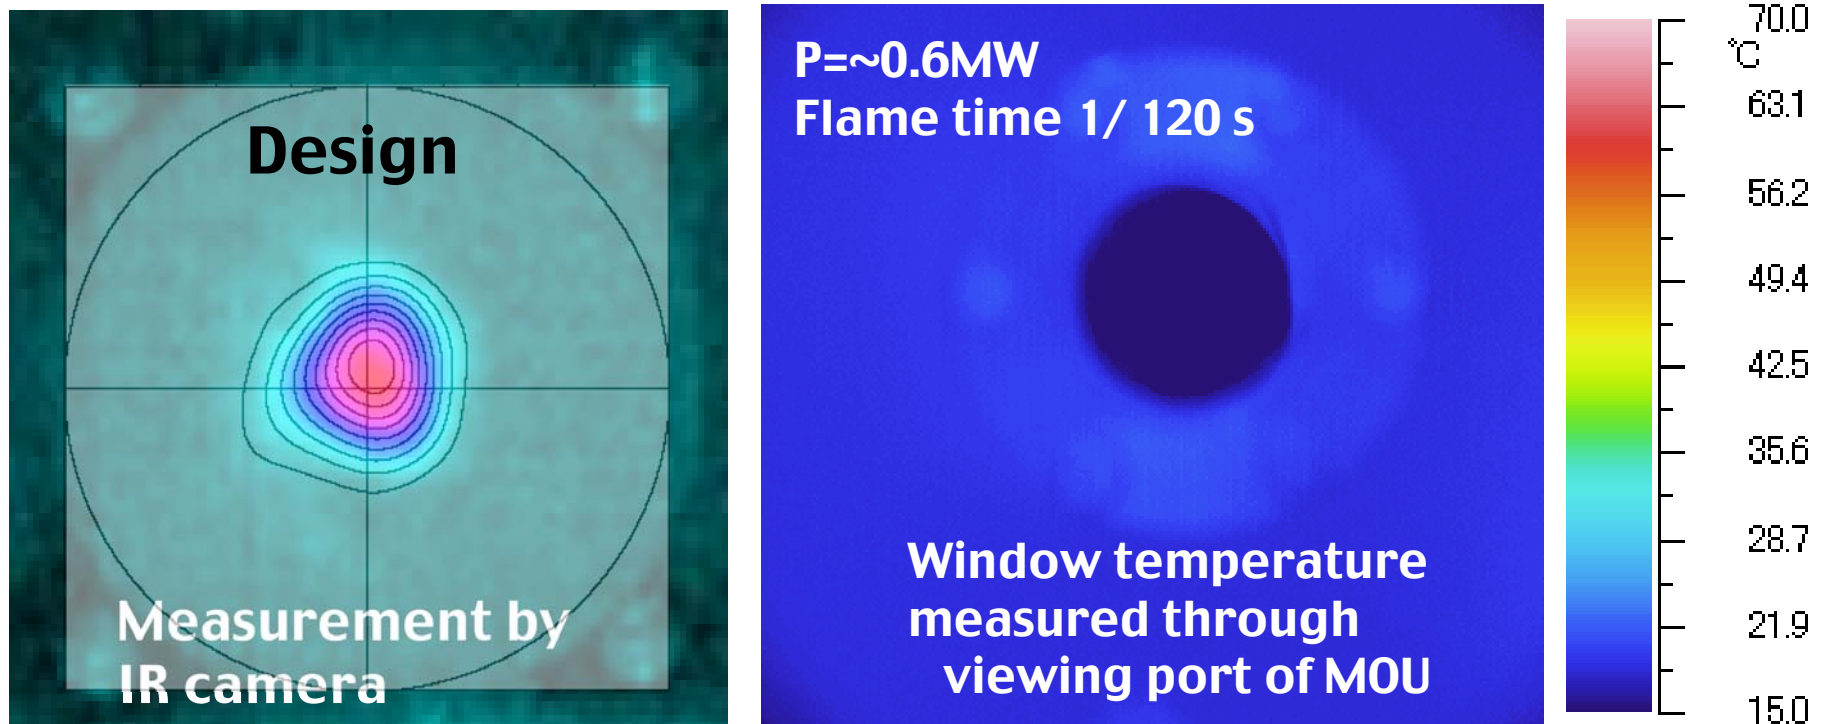 Design
Measurement by
IR camera
P=~0.6MW
Flame time 1/ 120 s
Window temperature
measured through
viewing port of MOU
70.0
℃
63.1
56.2
49.4
42.5
35.6
28.7
21.9
15.0